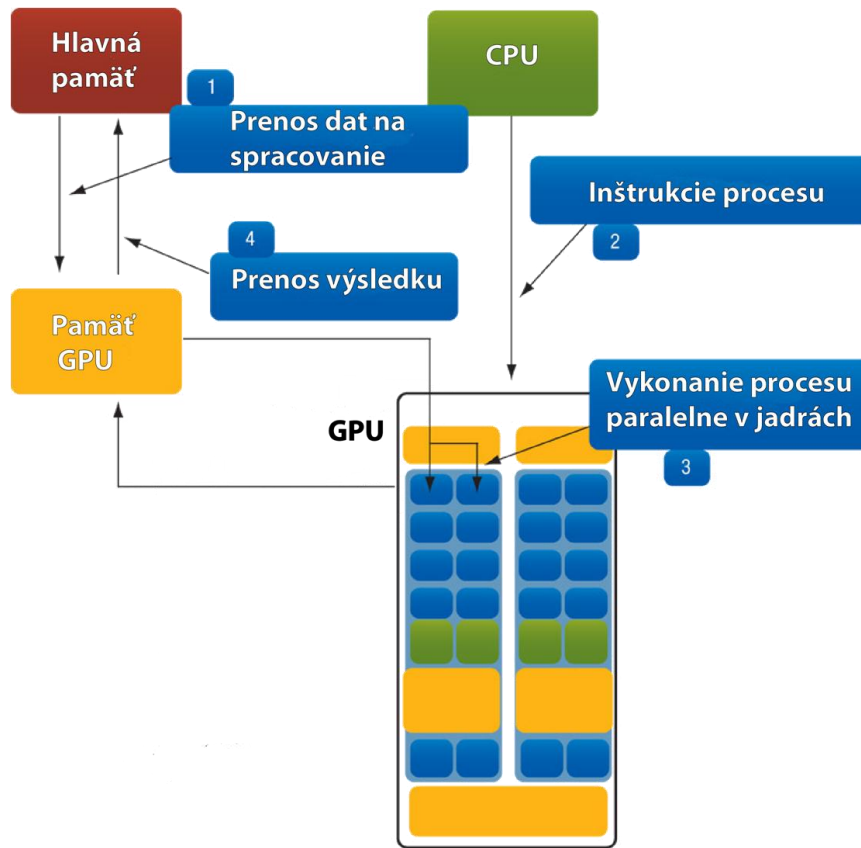 Hlavná
pamäť
CPU
1
Prenos dat na
spracovanie
Inštrukcie procesu
2
4
Prenos výsledku
Pamäť
GPU
Vykonanie procesu
paralelne v jadrách
3
GPU